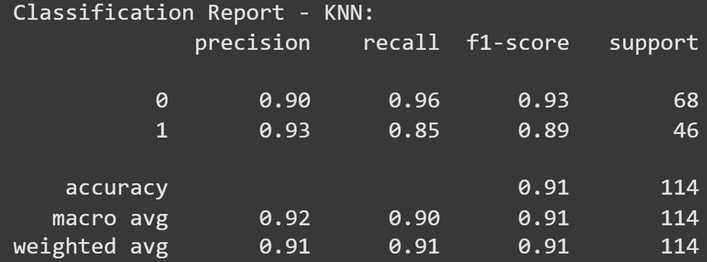 Classification Report - KNN:
precision recall f1-score support
0 0.90 0.96 0.93 68
1 0.93 0.85 0.89 46
accuracy 0.91 114
macro avg 0.92 0.90 0.91 114
weighted avg 0.91 0.91 0.91 114